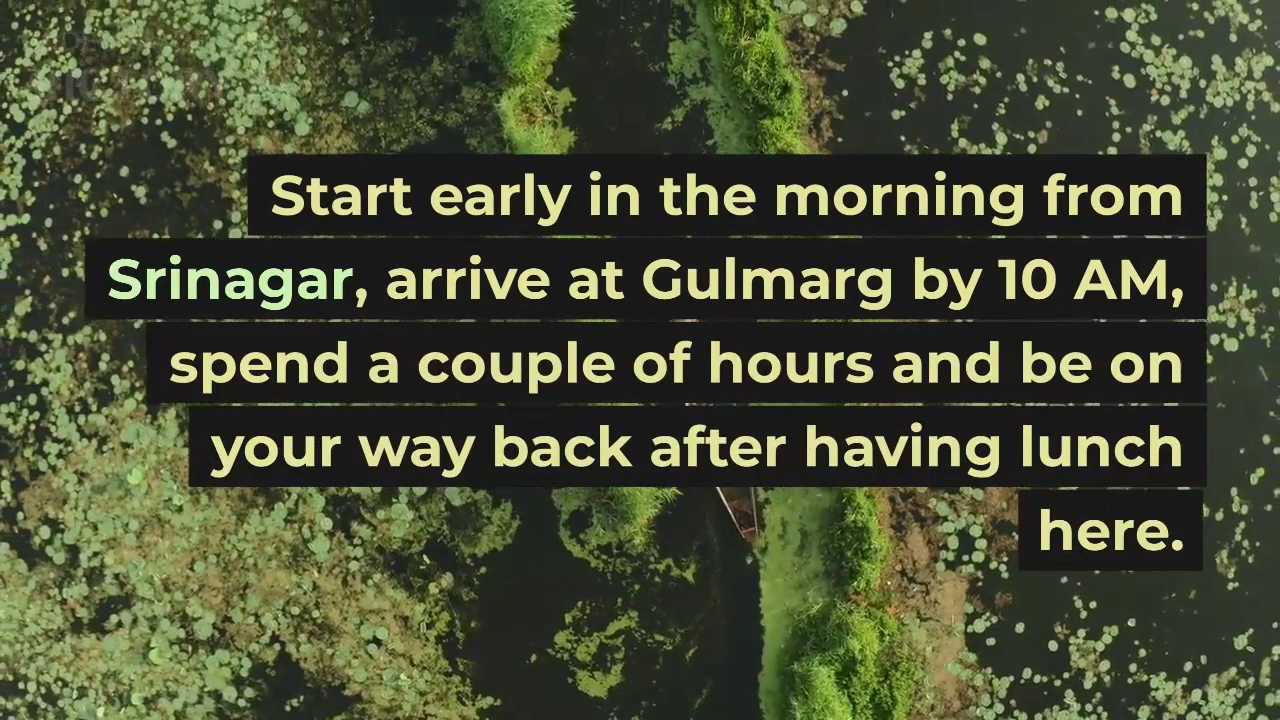 Start early in the morning from
Srinagar, arrive at Gulmarg by 10 AM,
spend a couple of hours and be on
your way back after having lunch
here.